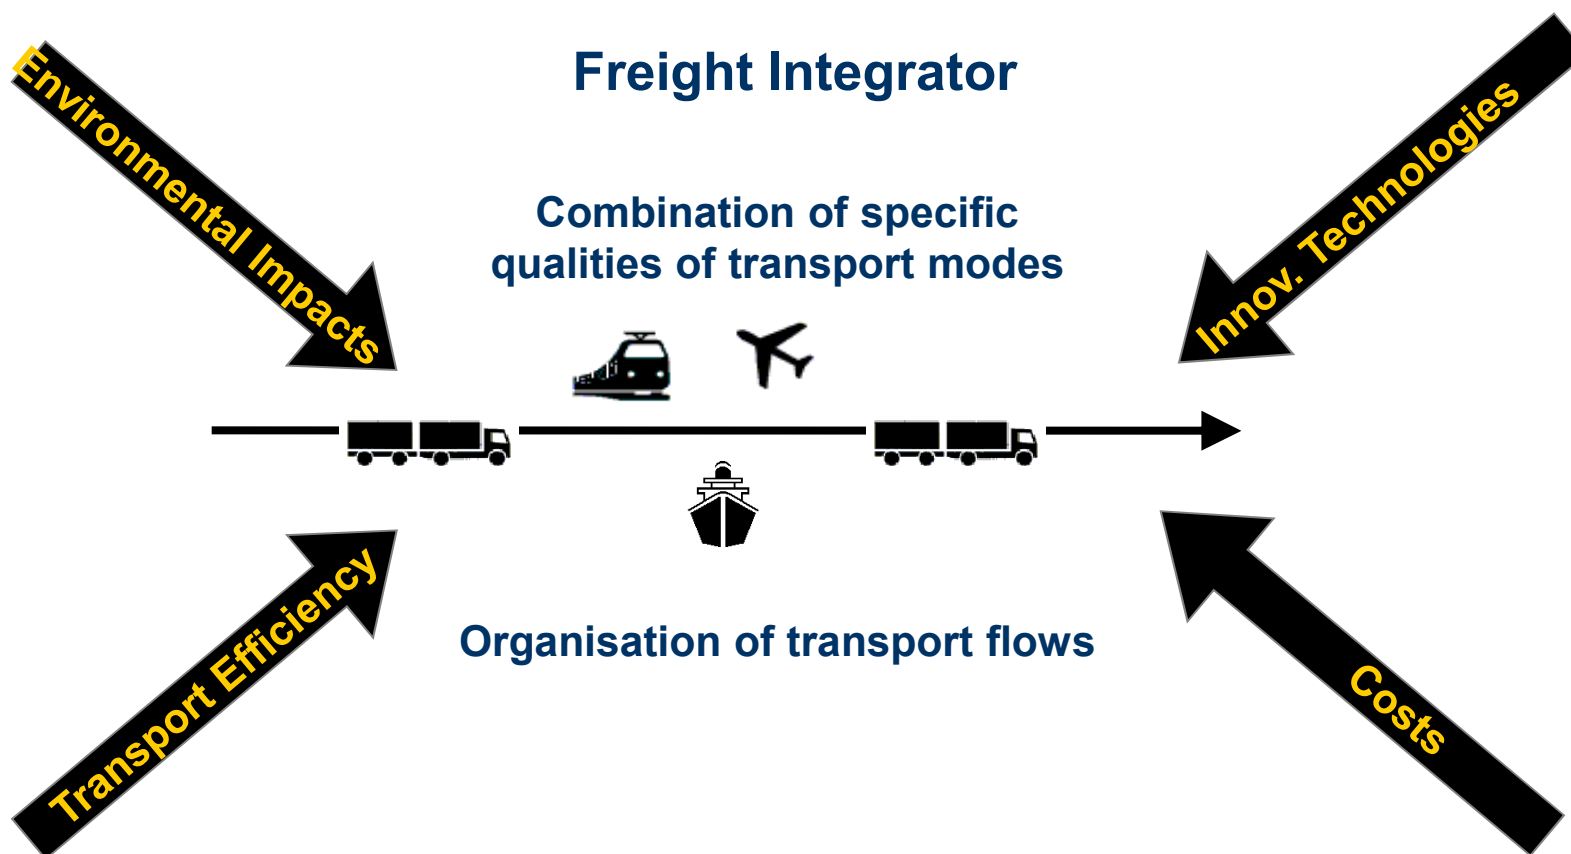 Freight Integrator
Environmental Impacts
Innov. Technologies
Combination of specific
qualities of transport modes
Transport Efficiency
Organisation of transport flows
Costs